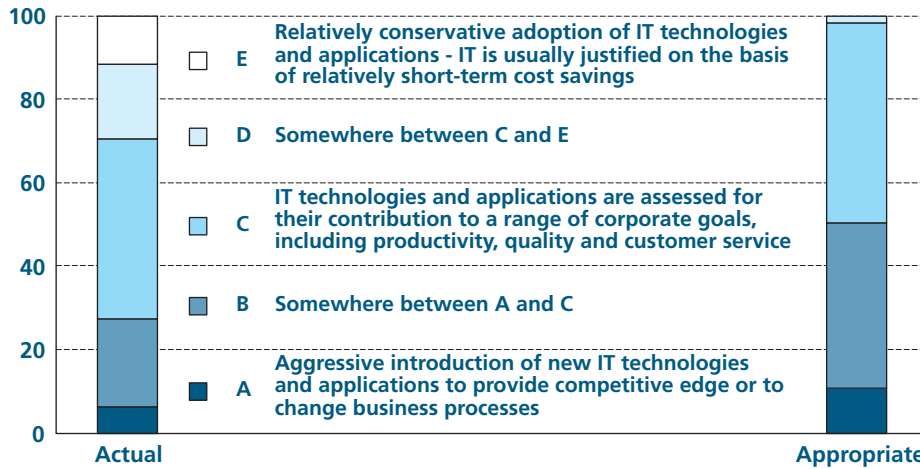 100
80
60
40
20
0
E Relatively conservative adoption of IT technologies
and applications - IT is usually justified on the basis
of relatively short-term cost savings
D Somewhere between C and E
IT technologies and applications are assessed for
C their contribution to a range of corporate goals,
including productivity, quality and customer service
B Somewhere between A and C
Aggressive introduction of new IT technologies
A and applications to provide competitive edge or to
change business processes
Actual
Appropriate